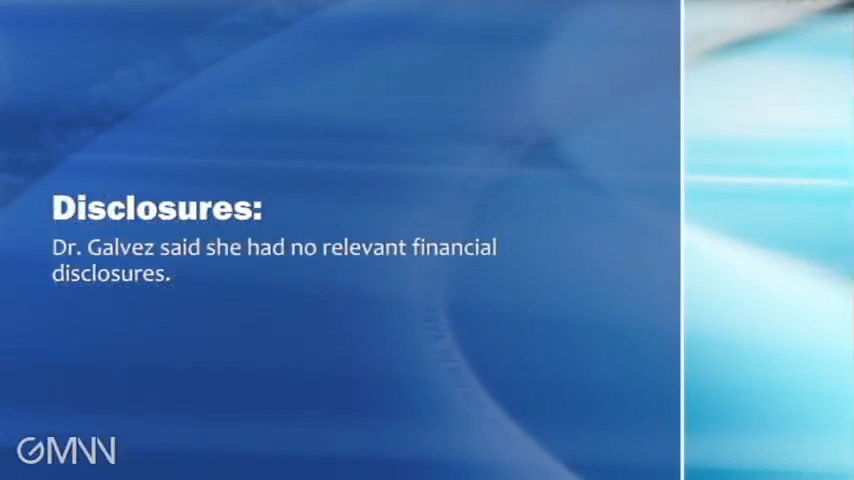 Disclosures:
Dr. Galvez said she had no relevant financial
disclosures.
GMNN